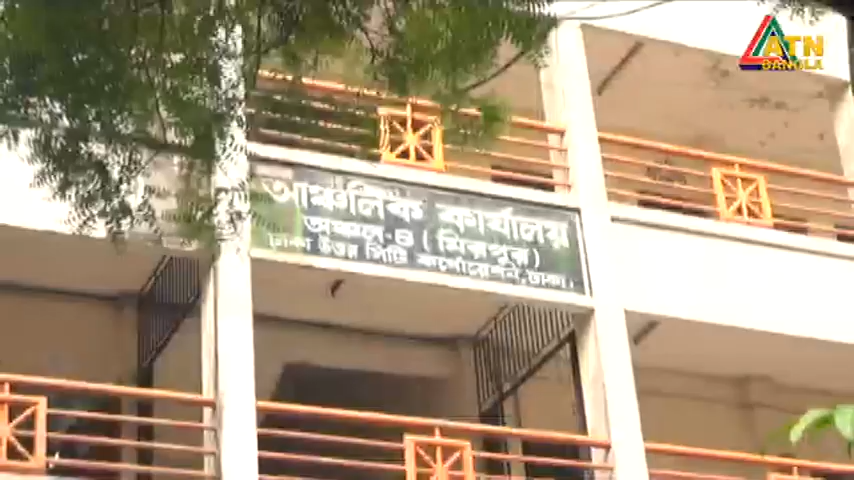 ATN
BANGLA
আঞ্চলিক কার্যালয়
অঞ্চল-৪ (মিরপুর)
ঢাকা উত্তর সিটি কর্পোরেশন, ঢাকা।